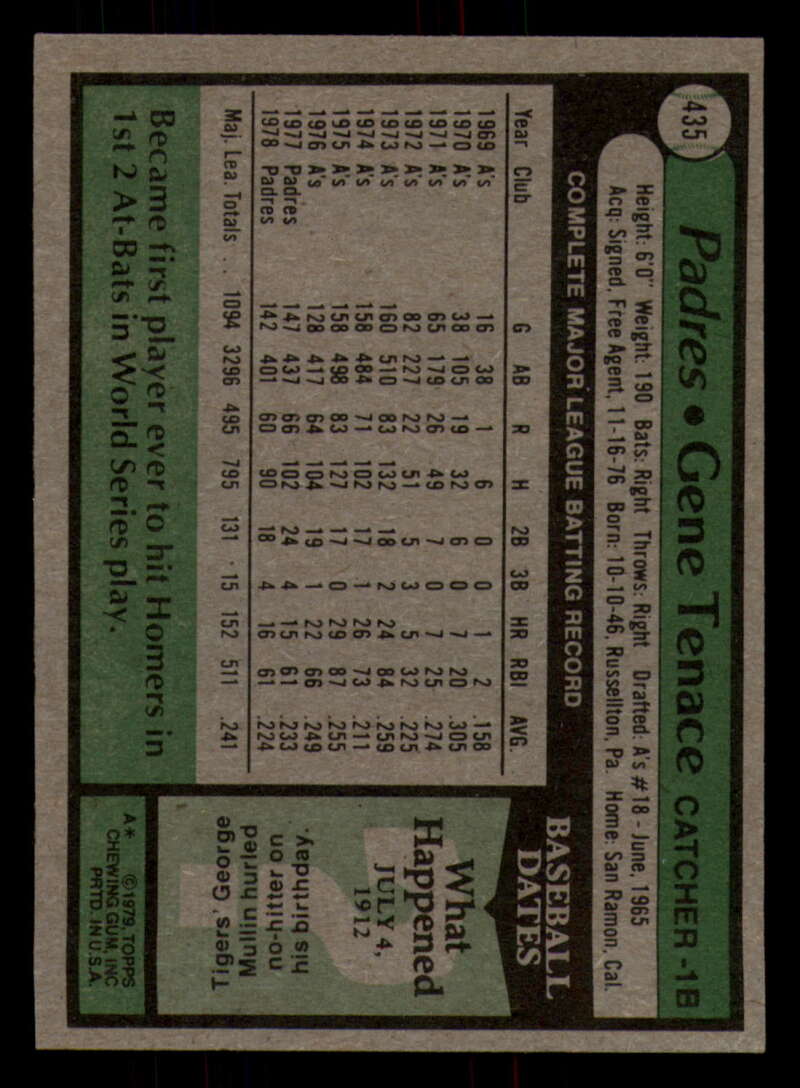 435
Padres • Gene Tenace CATCHER-1B
Height: 6'0" Weight: 190 Bats: Right Throws: Right Drafted: A's #18 - June, 1965
Acq: Signed, Free Agent, 11-16-76 Born: 10-10-46, Russellton, Pa. Home: San Ramon, Cal.
COMPLETE MAJOR LEAGUE BATTING RECORD
Year Club G AB R H 2B 3B HR RBI AVG.
1969 A's 16 38 1 6 0 0 1 2 .158
1970 A's 38 105 19 32 6 0 7 20 .305
1971 A's 65 179 26 49 7 0 7 25 .274
1972 A's 82 227 22 51 5 3 5 32 .225
1973 A's 160 510 83 132 18 2 24 84 .259
1974 A's 158 484 71 102 17 1 26 73 .211
1975 A's 158 498 83 127 17 0 29 87 .255
1976 A's 128 417 64 104 19 1 22 66 .249
1977 Padres 147 437 66 102 24 4 15 61 .233
1978 Padres 142 401 60 90 18 4 16 61 .224
Maj. Lea. Totals . . 1094 3296 495 795 131 15 152 511 .241
Became first player ever to hit Homers in
1st 2 At-Bats in World Series play.
BASEBALL
DATES
What
Happened
JULY 4,
1912
Tigers' George
Mullin hurled
no-hitter on
his birthday.
A* ©1979, TOPPS
CHEWING GUM, INC
PRTD. IN U.S.A.